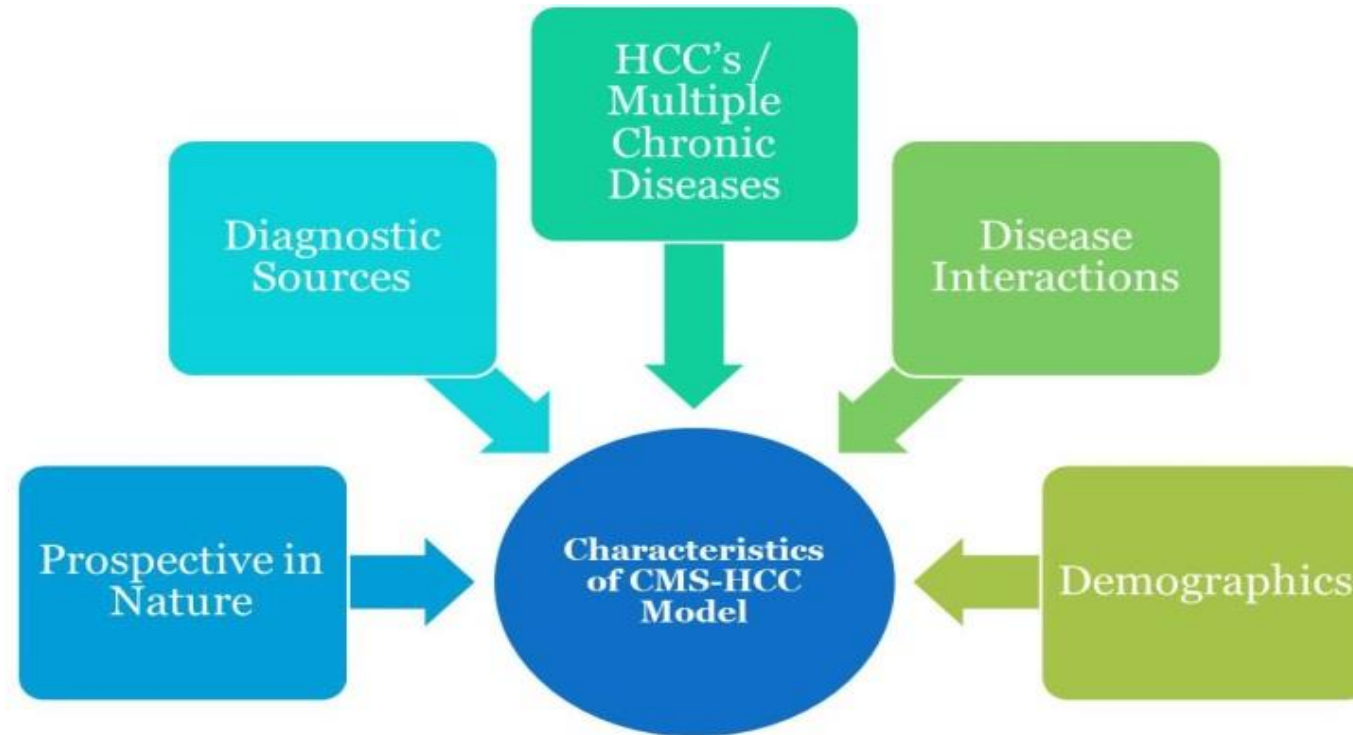 HCC's /
Multiple
Chronic
Diseases
Diagnostic
Sources
Disease
Interactions
Prospective in
Nature
Characteristics
of CMS-HCC
Model
Demographics